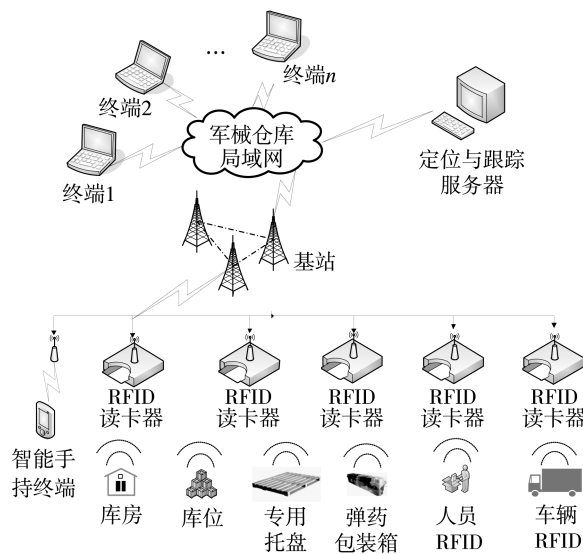 …
终端n
终端2
终端1
军械仓库
局域网
定位与跟踪
服务器
基站
RFID
读卡器
RFID
读卡器
RFID
读卡器
RFID
读卡器
RFID
读卡器
智能手
持终端
库房
库位
专用
托盘
弹药
包装箱
人员
RFID
车辆
RFID